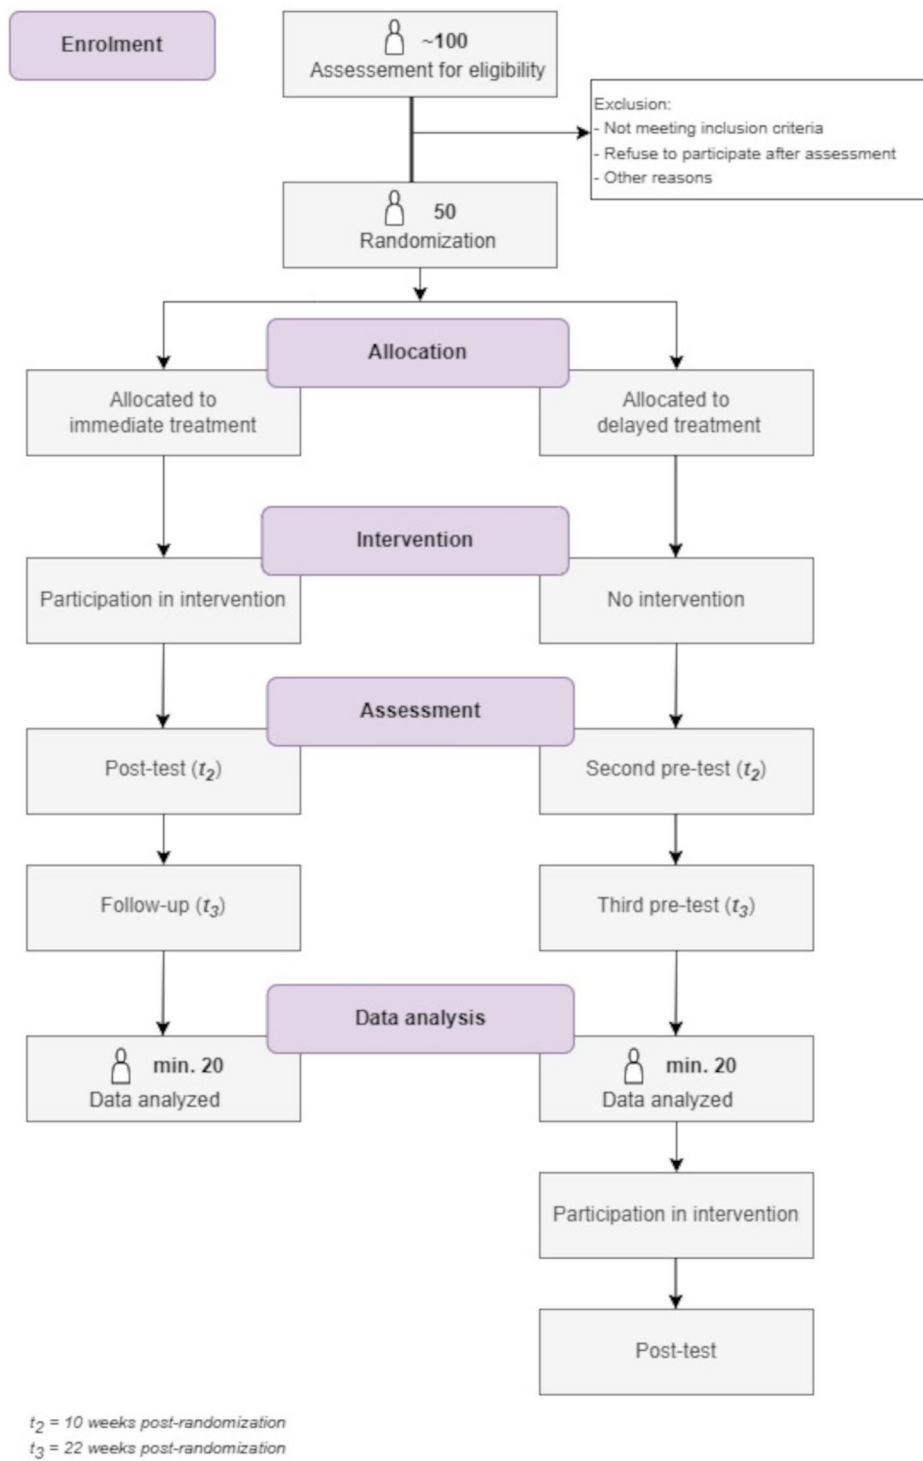 Enrolment
~100
Assessement for eligibility
Exclusion:
- Not meeting inclusion criteria
- Refuse to participate after assessment
- Other reasons
50
Randomization
Allocation
Allocated to
immediate treatment
Allocated to
delayed treatment
Intervention
Participation in intervention
No intervention
Assessment
Post-test (t2)
Second pre-test (t2)
Follow-up (t3)
Third pre-test (t3)
Data analysis
min. 20
Data analyzed
min. 20
Data analyzed
Participation in intervention
Post-test
t2 = 10 weeks post-randomization
t3 = 22 weeks post-randomization